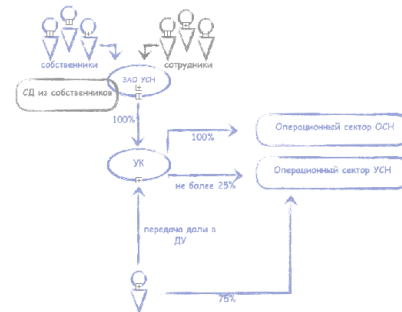 собственники
сотрудники
ЗАО УСН
СД из собственников
100%
100%
Операционный сектор ОСН
УК
Операционный сектор УСН
не более 25%
передача доли в
ДУ
75%